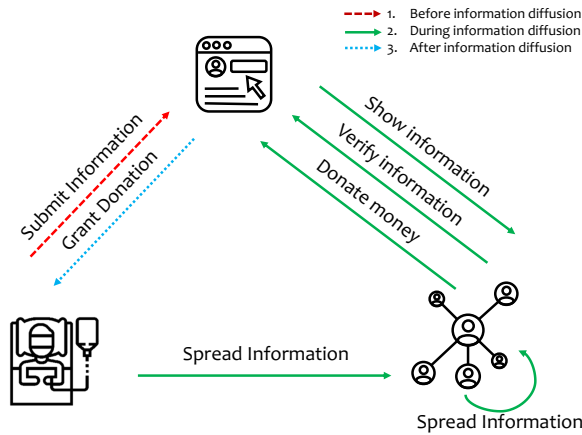 1. Before information diffusion
2. During information diffusion
3. After information diffusion
Submit Information
Grant Donation
Show information
Verify information
Donate money
Spread Information
Spread Information